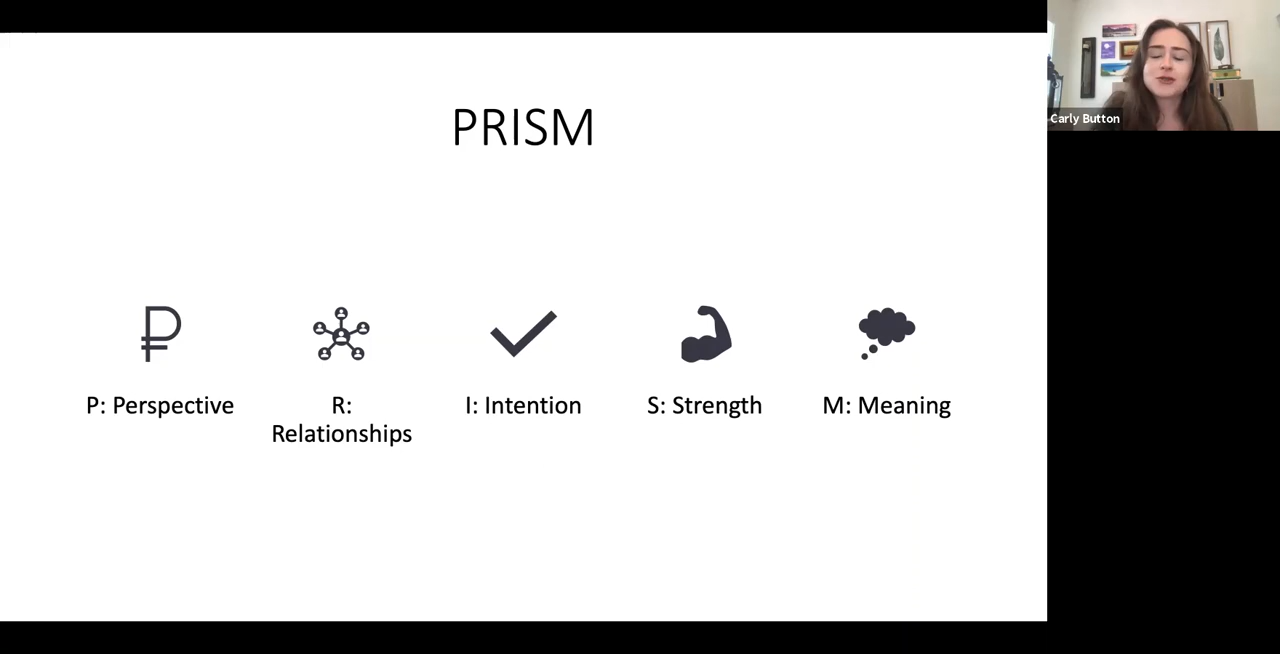 PRISM
P: Perspective
R:
Relationships
I: Intention
S: Strength
M: Meaning
Carly Button